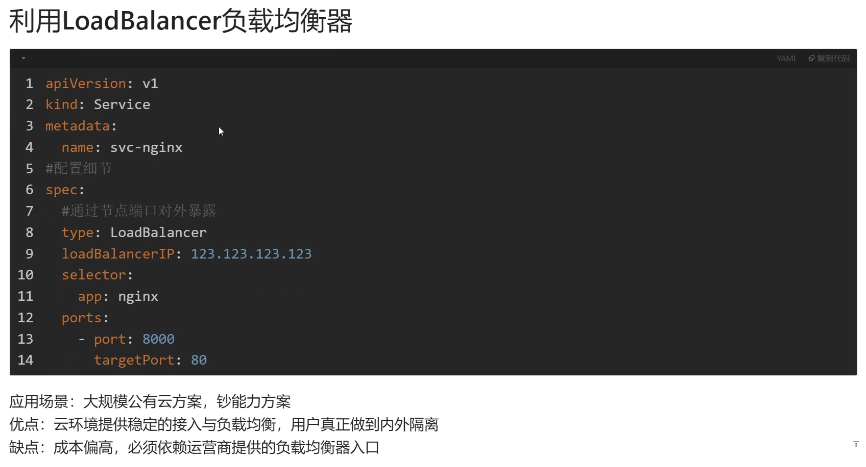 利用LoadBalancer负载均衡器
YAML 复制代码
1 apiVersion: v1
2 kind: Service
3 metadata:
4   name: svc-nginx
5 #配置细节
6 spec:
7   #通过节点端口对外暴露
8   type: LoadBalancer
9   loadBalancerIP: 123.123.123.123
10   selector:
11     app: nginx
12   ports:
13     - port: 8000
14       targetPort: 80
应用场景：大规模公有云方案，钞能力方案
优点：云环境提供稳定的接入与负载均衡，用户真正做到内外隔离
缺点：成本偏高，必须依赖运营商提供的负载均衡器入口